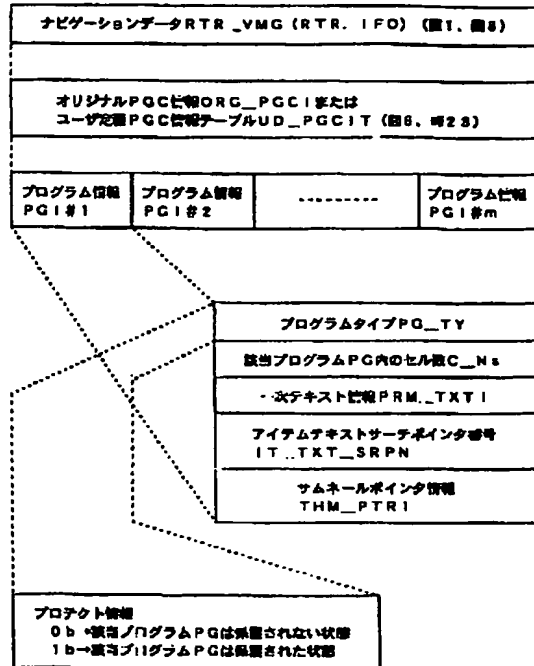 ナビゲーションデータRTR_VMG (RTR. IFO) (図1、図5)
オリジナルPGC情報ORG_PGCIまたは
ユーザ定義PGC情報テーブルUD_PGCIT (図6、
プログラム情報
PGI#1
プログラム情報
PGI#2
プログラム情報
PGI#m
プログラムタイプPG_TY
該当プログラムPG内のセル数C_Ns
一次テキスト情報PRM_TXTI
アイテムテキストサーチポインタ番号
IT_TXT_SRPN
サムネールポインタ情報
THM_PTRI
プロテクト情報
0b→該当プログラムPGは保護されない状態
1b→該当プログラムPGは保護された状態